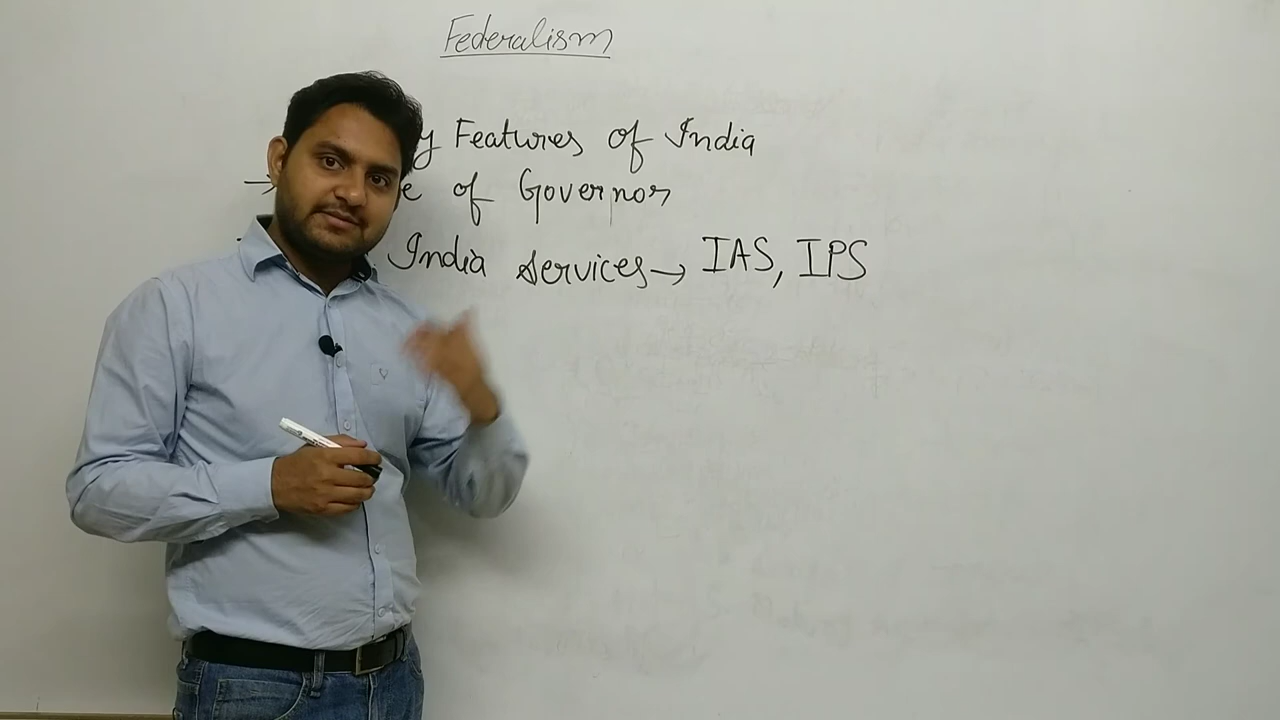 Federalism
y Features of India
→ e of Governor
India services → IAS, IPS